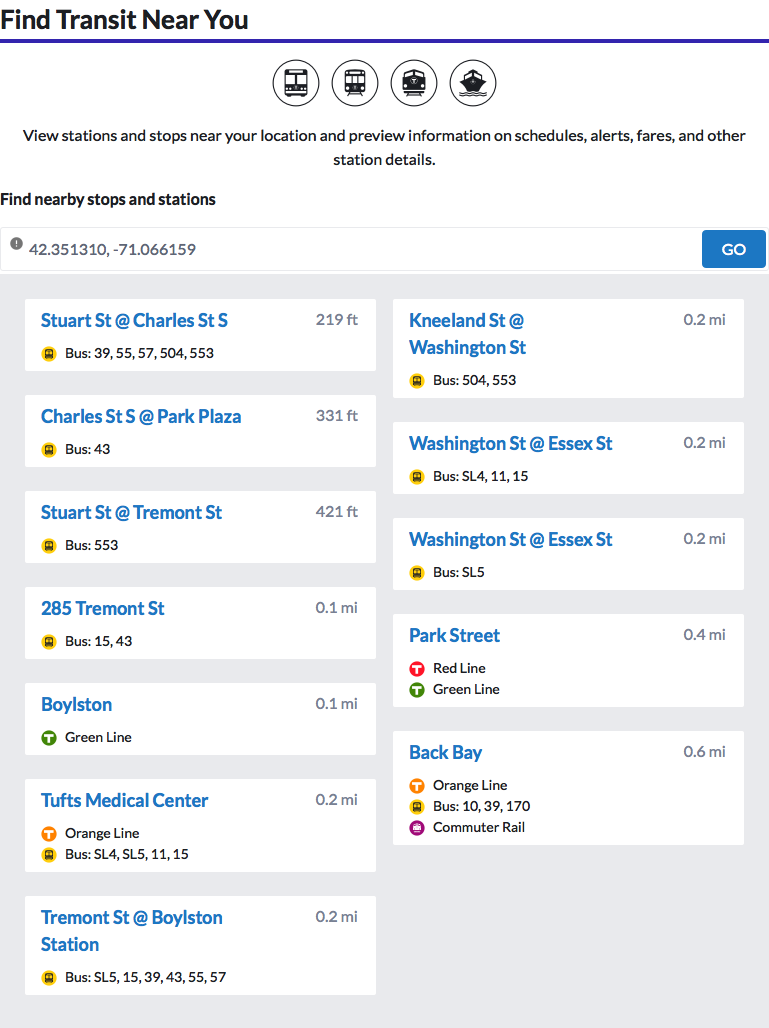 Find Transit Near You
View stations and stops near your location and preview information on schedules, alerts, fares, and other
station details.
Find nearby stops and stations
42.351310, -71.066159
GO
Stuart St @ Charles St S 219 ft
Bus: 39, 55, 57, 504, 553
Charles St S @ Park Plaza 331 ft
Bus: 43
Stuart St @ Tremont St 421 ft
Bus: 553
285 Tremont St 0.1 mi
Bus: 15, 43
Boylston 0.1 mi
Green Line
Tufts Medical Center 0.2 mi
Orange Line
Bus: SL4, SL5, 11, 15
Tremont St @ Boylston 0.2 mi
Station
Bus: SL5, 15, 39, 43, 55, 57
Kneeland St @ 0.2 mi
Washington St
Bus: 504, 553
Washington St @ Essex St 0.2 mi
Bus: SL4, 11, 15
Washington St @ Essex St 0.2 mi
Bus: SL5
Park Street 0.4 mi
Red Line
Green Line
Back Bay 0.6 mi
Orange Line
Bus: 10, 39, 170
Commuter Rail